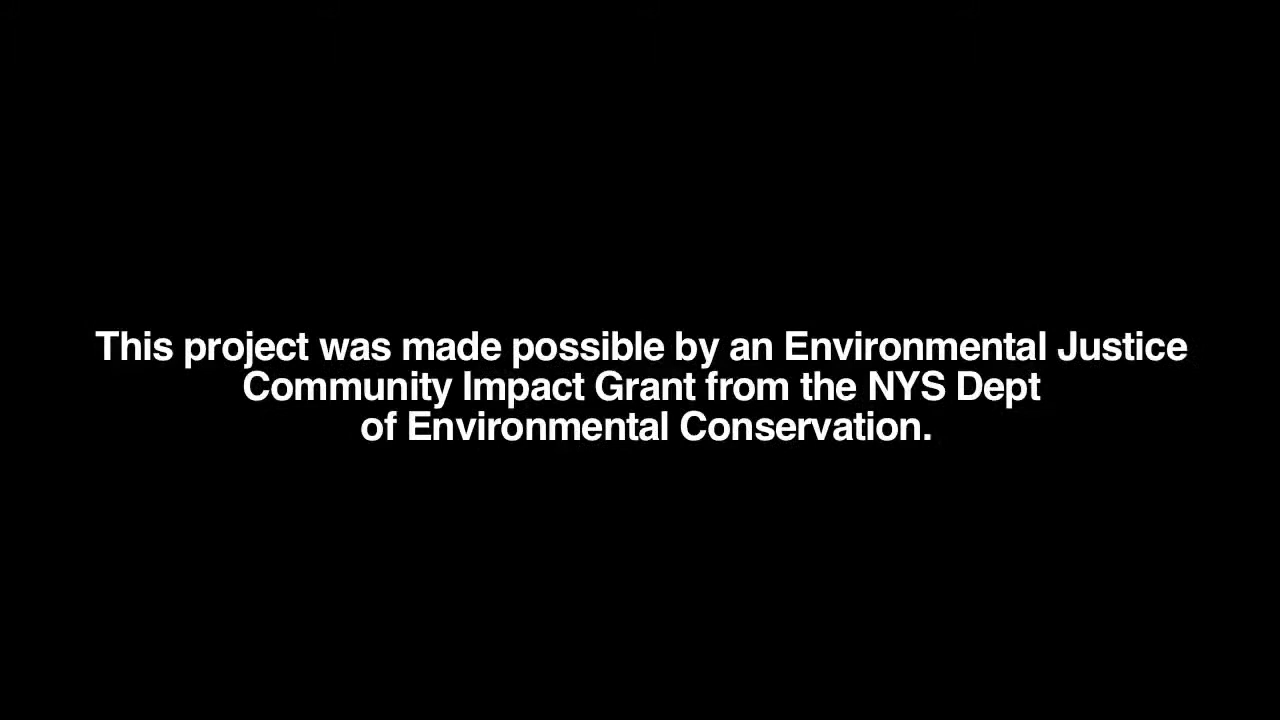 This project was made possible by an Environmental Justice
Community Impact Grant from the NYS Dept
of Environmental Conservation.